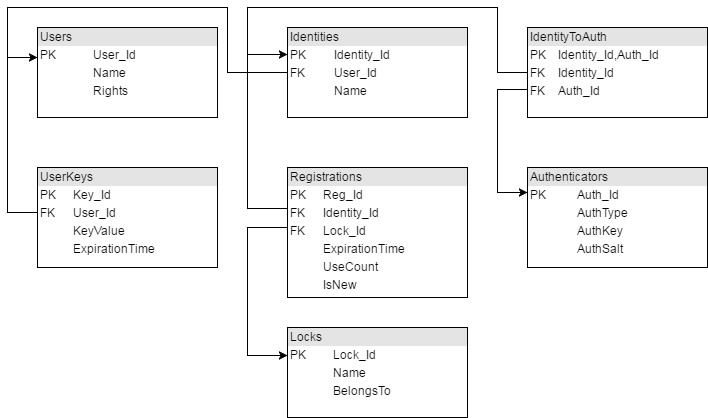 Users
PK User_Id
Name
Rights
Identities
PK Identity_Id
FK User_Id
Name
IdentityToAuth
PK Identity_Id,Auth_Id
FK Identity_Id
FK Auth_Id
UserKeys
PK Key_Id
FK User_Id
KeyValue
ExpirationTime
Registrations
PK Reg_Id
FK Identity_Id
FK Lock_Id
ExpirationTime
UseCount
IsNew
Authenticators
PK Auth_Id
AuthType
AuthKey
AuthSalt
Locks
PK Lock_Id
Name
BelongsTo